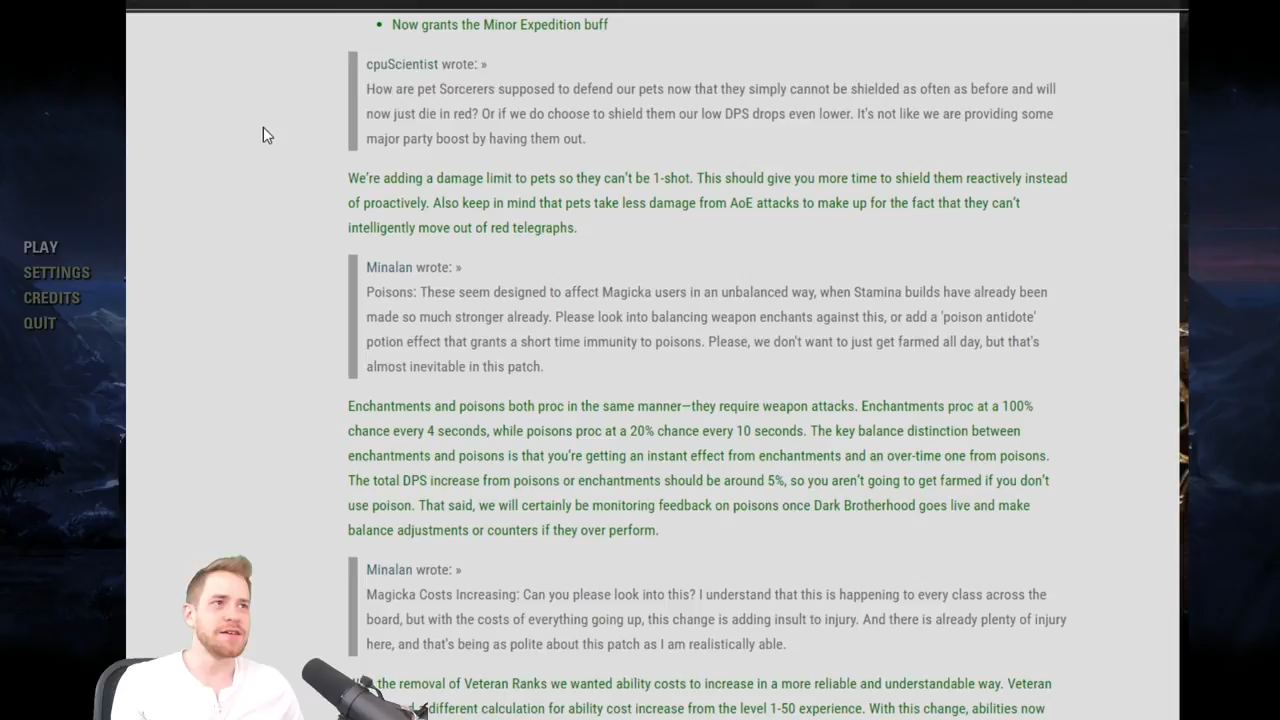 Now grants the Minor Expedition buff
cpuScientist wrote: »
How are pet Sorcerers supposed to defend our pets now that they simply cannot be shielded as often as before and will
now just die in red? Or if we do choose to shield them our low DPS drops even lower. It's not like we are providing some
major party boost by having them out.
We're adding a damage limit to pets so they can't be 1-shot. This should give you more time to shield them reactively instead
of proactively. Also keep in mind that pets take less damage from AoE attacks to make up for the fact that they can't
intelligently move out of red telegraphs.
PLAY
SETTINGS
CREDITS
QUIT
Minalan wrote: »
Poisons: These seem designed to affect Magicka users in an unbalanced way, when Stamina builds have already been
made so much stronger already. Please look into balancing weapon enchants against this, or add a 'poison antidote'
potion effect that grants a short time immunity to poisons. Please, we don't want to just get farmed all day, but that's
almost inevitable in this patch.
Enchantments and poisons both proc in the same manner—they require weapon attacks. Enchantments proc at a 100%
chance every 4 seconds, while poisons proc at a 20% chance every 10 seconds. The key balance distinction between
enchantments and poisons is that you're getting an instant effect from enchantments and an over-time one from poisons.
The total DPS increase from poisons or enchantments should be around 5%, so you aren't going to get farmed if you don't
use poison. That said, we will certainly be monitoring feedback on poisons once Dark Brotherhood goes live and make
balance adjustments or counters if they over perform.
Minalan wrote: »
Magicka Costs Increasing: Can you please look into this? I understand that this is happening to every class across the
board, but with the costs of everything going up, this change is adding insult to injury. And there is already plenty of injury
here, and that's being as polite about this patch as I am realistically able.
the removal of Veteran Ranks we wanted ability costs to increase in a more reliable and understandable way. Veteran
different calculation for ability cost increase from the level 1-50 experience. With this change, abilities now